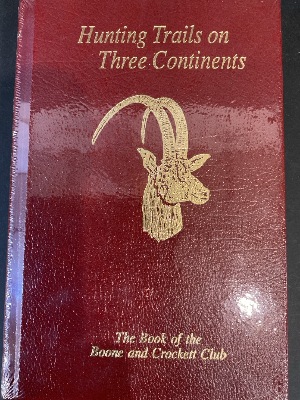 Hunting Trails on
Three Continents
The Book of the
Boone and Crockett Club